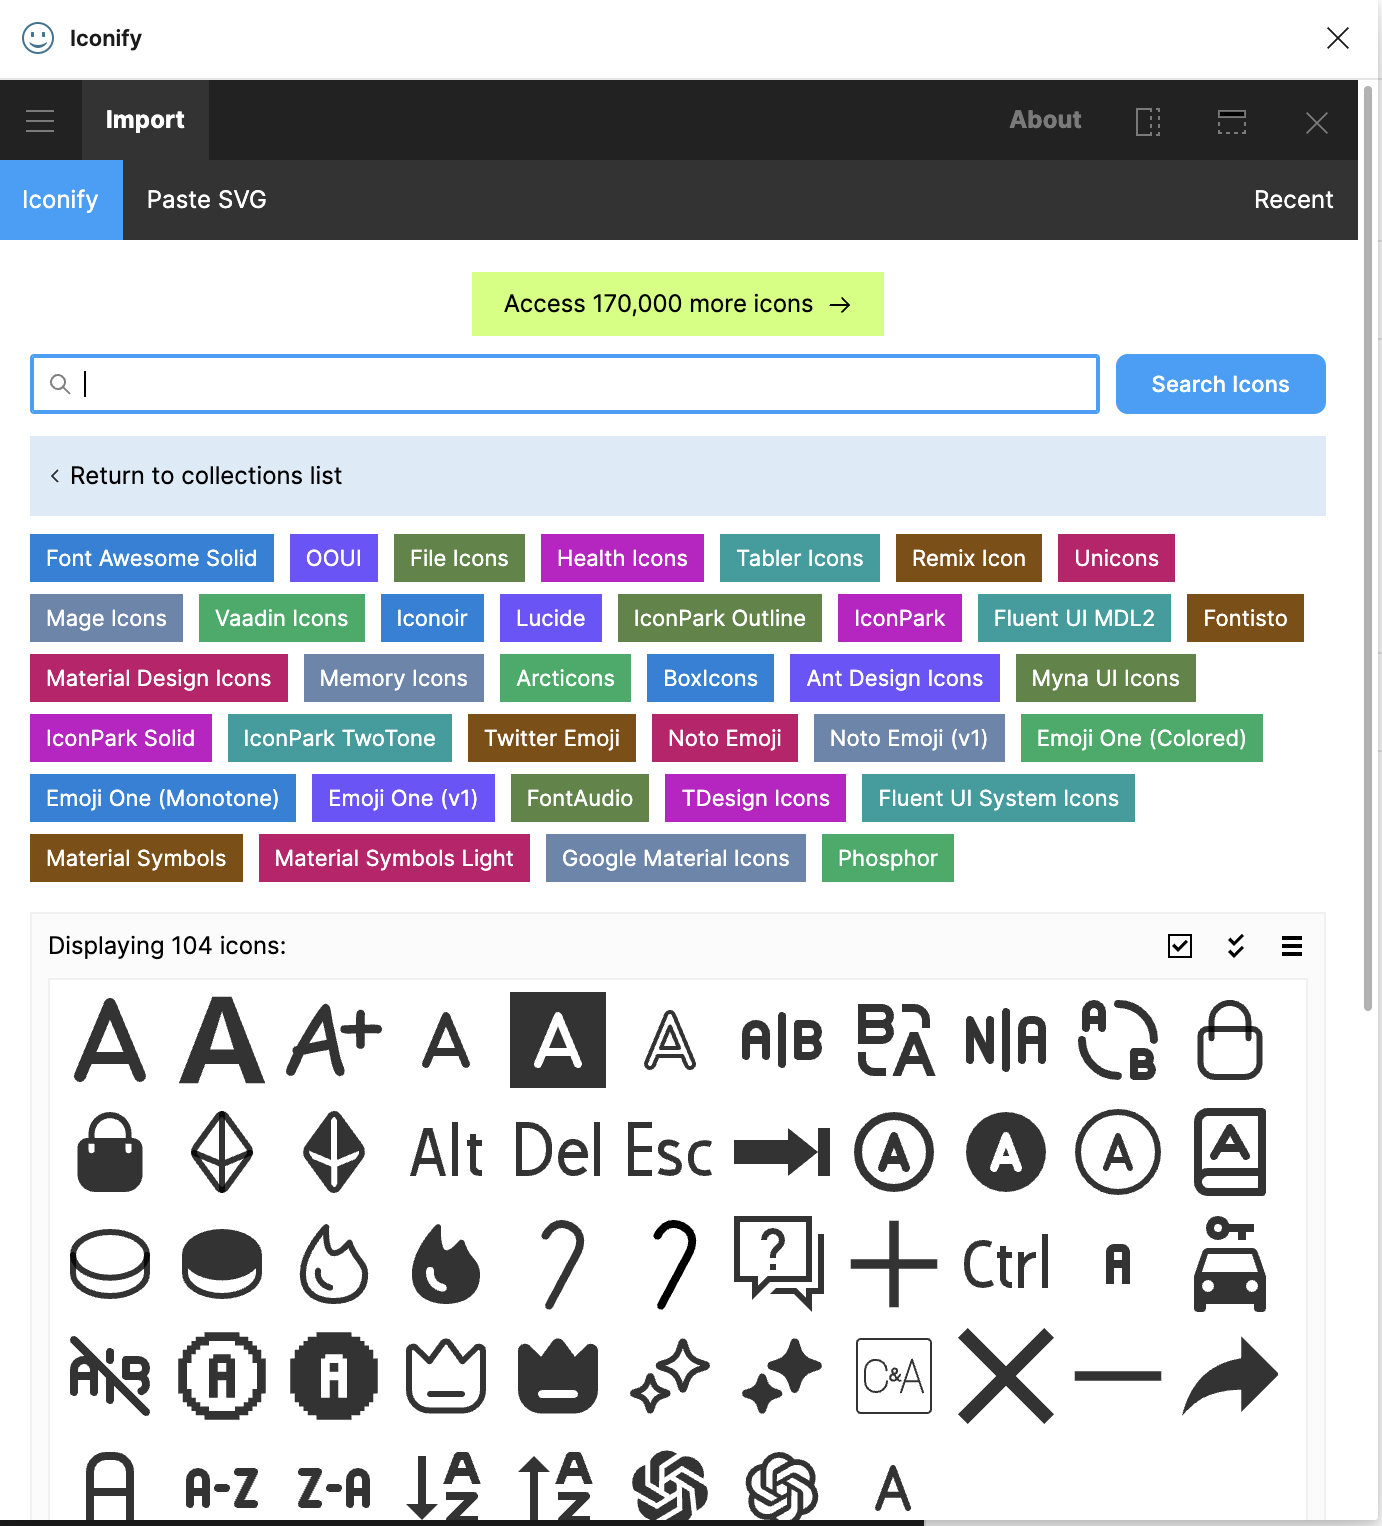 Iconify
Import About
Iconify Paste SVG Recent
Access 170,000 more icons →
Search Icons
Return to collections list
Font Awesome Solid OOUI File Icons Health Icons Tabler Icons Remix Icon Unicons
Mage Icons Vaadin Icons Iconoir Lucide IconPark Outline IconPark Fluent UI MDL2 Fontisto
Material Design Icons Memory Icons Arcticons BoxIcons Ant Design Icons Myna UI Icons
IconPark Solid IconPark TwoTone Twitter Emoji Noto Emoji Noto Emoji (v1) Emoji One (Colored)
Emoji One (Monotone) Emoji One (v1) FontAudio TDesign Icons Fluent UI System Icons
Material Symbols Material Symbols Light Google Material Icons Phosphor
Displaying 104 icons:
A A A+ A A A A|B BA N|A A B
Alt Del Esc A A A A
? Ctrl A
A|B A A C&A
A A-Z Z-A A Z A Z A